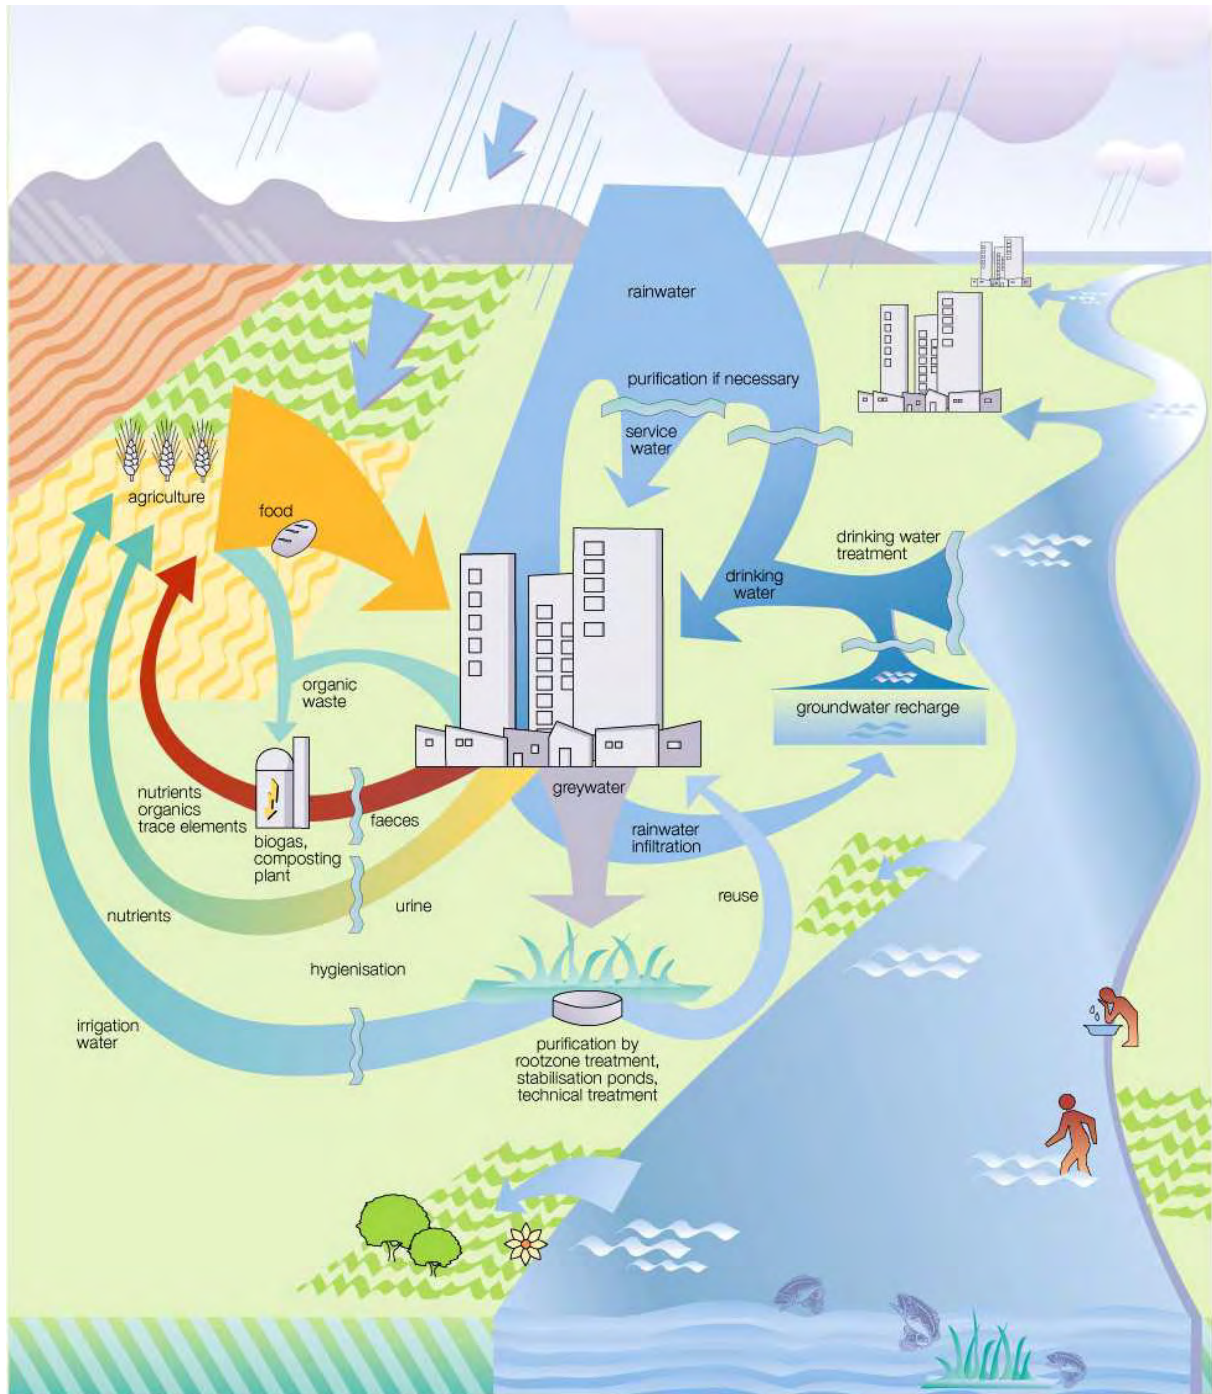 rainwater
purification if necessary
service
water
agriculture
food
drinking water
treatment
drinking
water
organic
waste
groundwater recharge
greywater
nutrients
organics
trace elements
faeces
biogas,
composting
plant
rainwater
infiltration
reuse
urine
nutrients
hygienisation
irrigation
water
purification by
rootzone treatment,
stabilisation ponds,
technical treatment